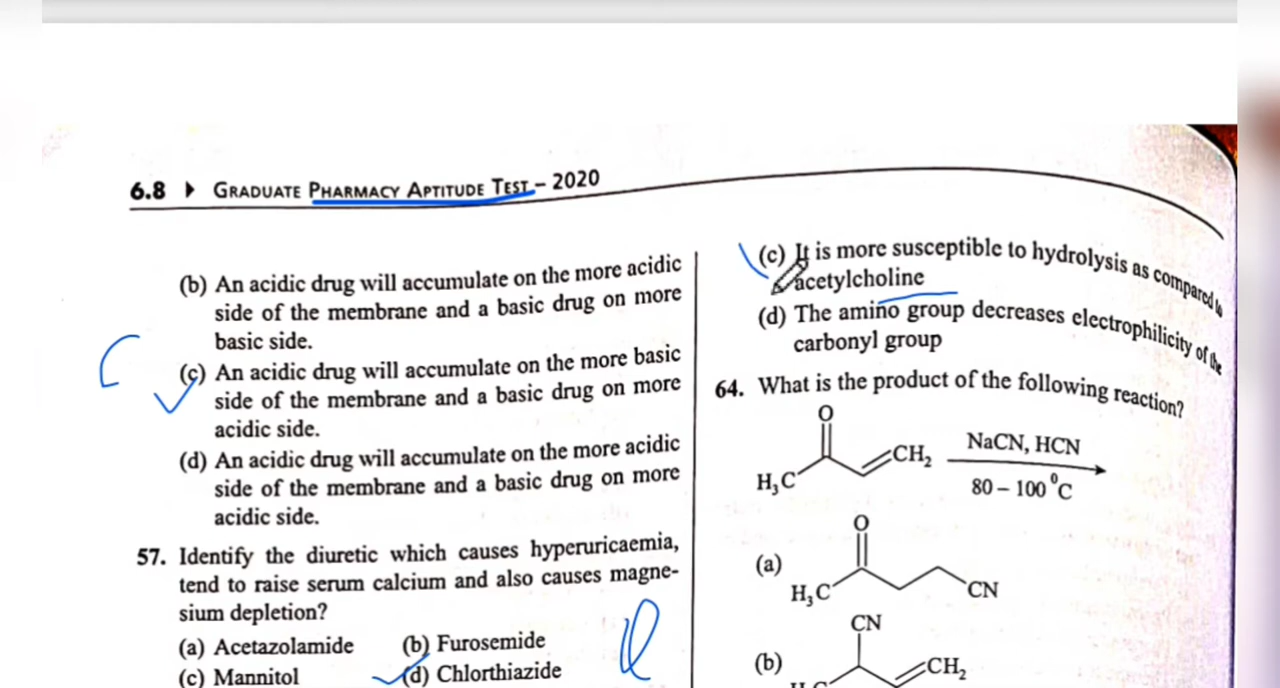 6.8 ▶ GRADUATE PHARMACY APTITUDE TEST – 2020
(b) An acidic drug will accumulate on the more acidic
side of the membrane and a basic drug on more
basic side.
(c) An acidic drug will accumulate on the more basic
side of the membrane and a basic drug on more
acidic side.
(d) An acidic drug will accumulate on the more acidic
side of the membrane and a basic drug on more
acidic side.
57. Identify the diuretic which causes hyperuricaemia,
tend to raise serum calcium and also causes magne-
sium depletion?
(a) Acetazolamide (b) Furosemide
(c) Mannitol (d) Chlorthiazide
(c) It is more susceptible to hydrolysis as compared to
acetylcholine
(d) The amino group decreases electrophilicity of the
carbonyl group
64. What is the product of the following reaction?
O
H₃C CH₂ NaCN, HCN
80 – 100 ⁰C
O
(a)
H₃C CN
CN
(b) CH₂